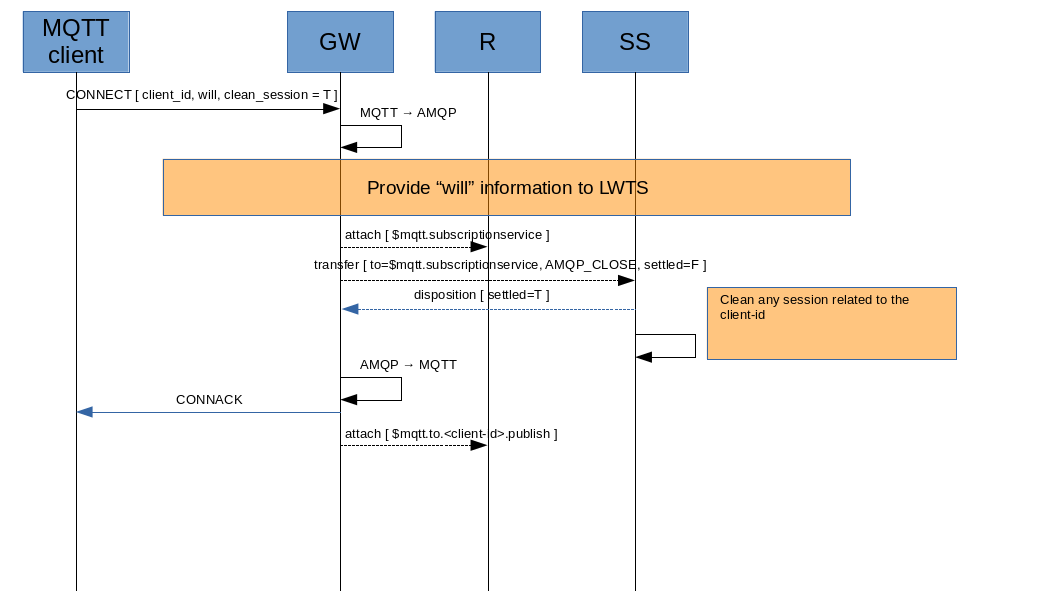 MQTT
client
GW
R
SS
CONNECT [ client_id, will, clean_session = T ]
MQTT → AMQP
Provide “will” information to LWTS
attach [ $mqtt.subscriptionservice ]
transfer [ to=$mqtt.subscriptionservice, AMQP_CLOSE, settled=F ]
disposition [ settled=T ]
Clean any session related to the
client-id
AMQP → MQTT
CONNACK
attach [ $mqtt.to.<client-id>.publish ]